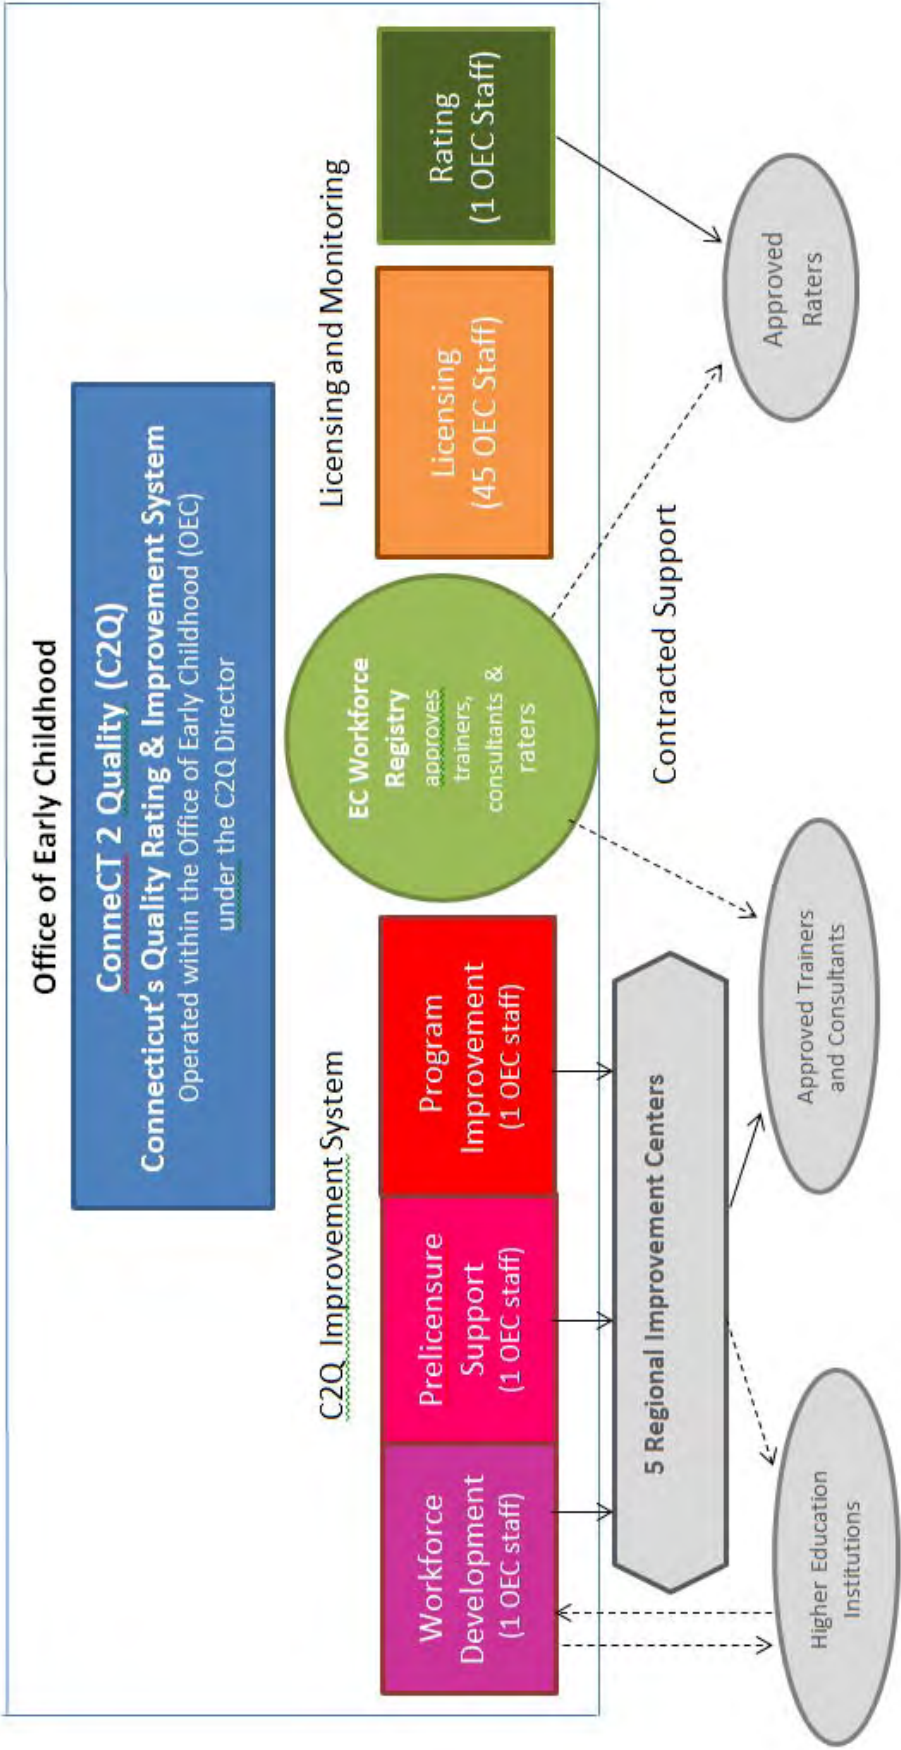 Office of Early Childhood
ConneCT 2 Quality (C2Q)
Connecticut's Quality Rating & Improvement System
Operated within the Office of Early Childhood (OEC)
under the C2Q Director
C2Q Improvement System
Licensing and Monitoring
Workforce
Development
(1 OEC staff)
Prelicensure
Support
(1 OEC staff)
Program
Improvement
(1 OEC staff)
EC Workforce
Registry
approves
trainers,
consultants &
raters
Licensing
(45 OEC Staff)
Rating
(1 OEC Staff)
5 Regional Improvement Centers
Contracted Support
Higher Education
Institutions
Approved Trainers
and Consultants
Approved
Raters